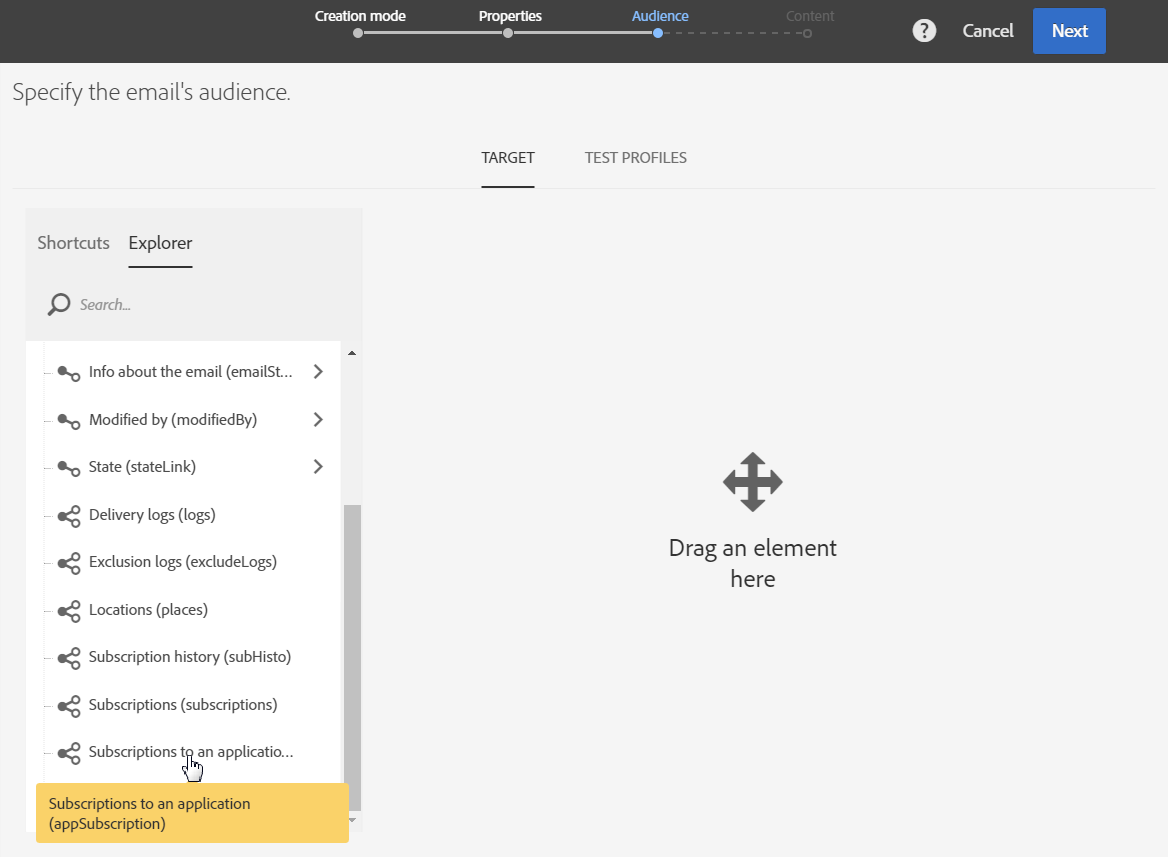 Creation mode
Properties
Audience
Content
?
Cancel
Next
Specify the email's audience.
TARGET
TEST PROFILES
Shortcuts
Explorer
Search...
Info about the email (emailSt...
Modified by (modifiedBy)
State (stateLink)
Delivery logs (logs)
Exclusion logs (excludeLogs)
Locations (places)
Subscription history (subHisto)
Subscriptions (subscriptions)
Subscriptions to an applicatio...
Subscriptions to an application
(appSubscription)
Drag an element
here